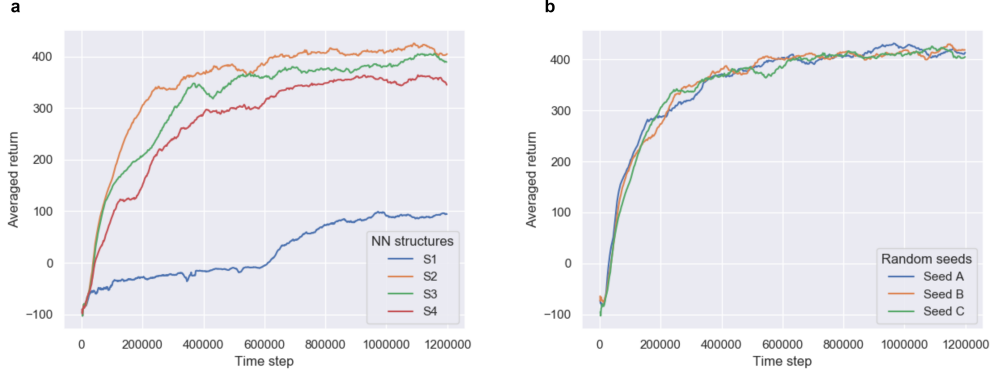 a
Averaged return
400
300
200
100
0
−100
0 200000 400000 600000 800000 1000000 1200000
Time step
NN structures
S1
S2
S3
S4
b
Averaged return
400
300
200
100
0
−100
0 200000 400000 600000 800000 1000000 1200000
Time step
Random seeds
Seed A
Seed B
Seed C